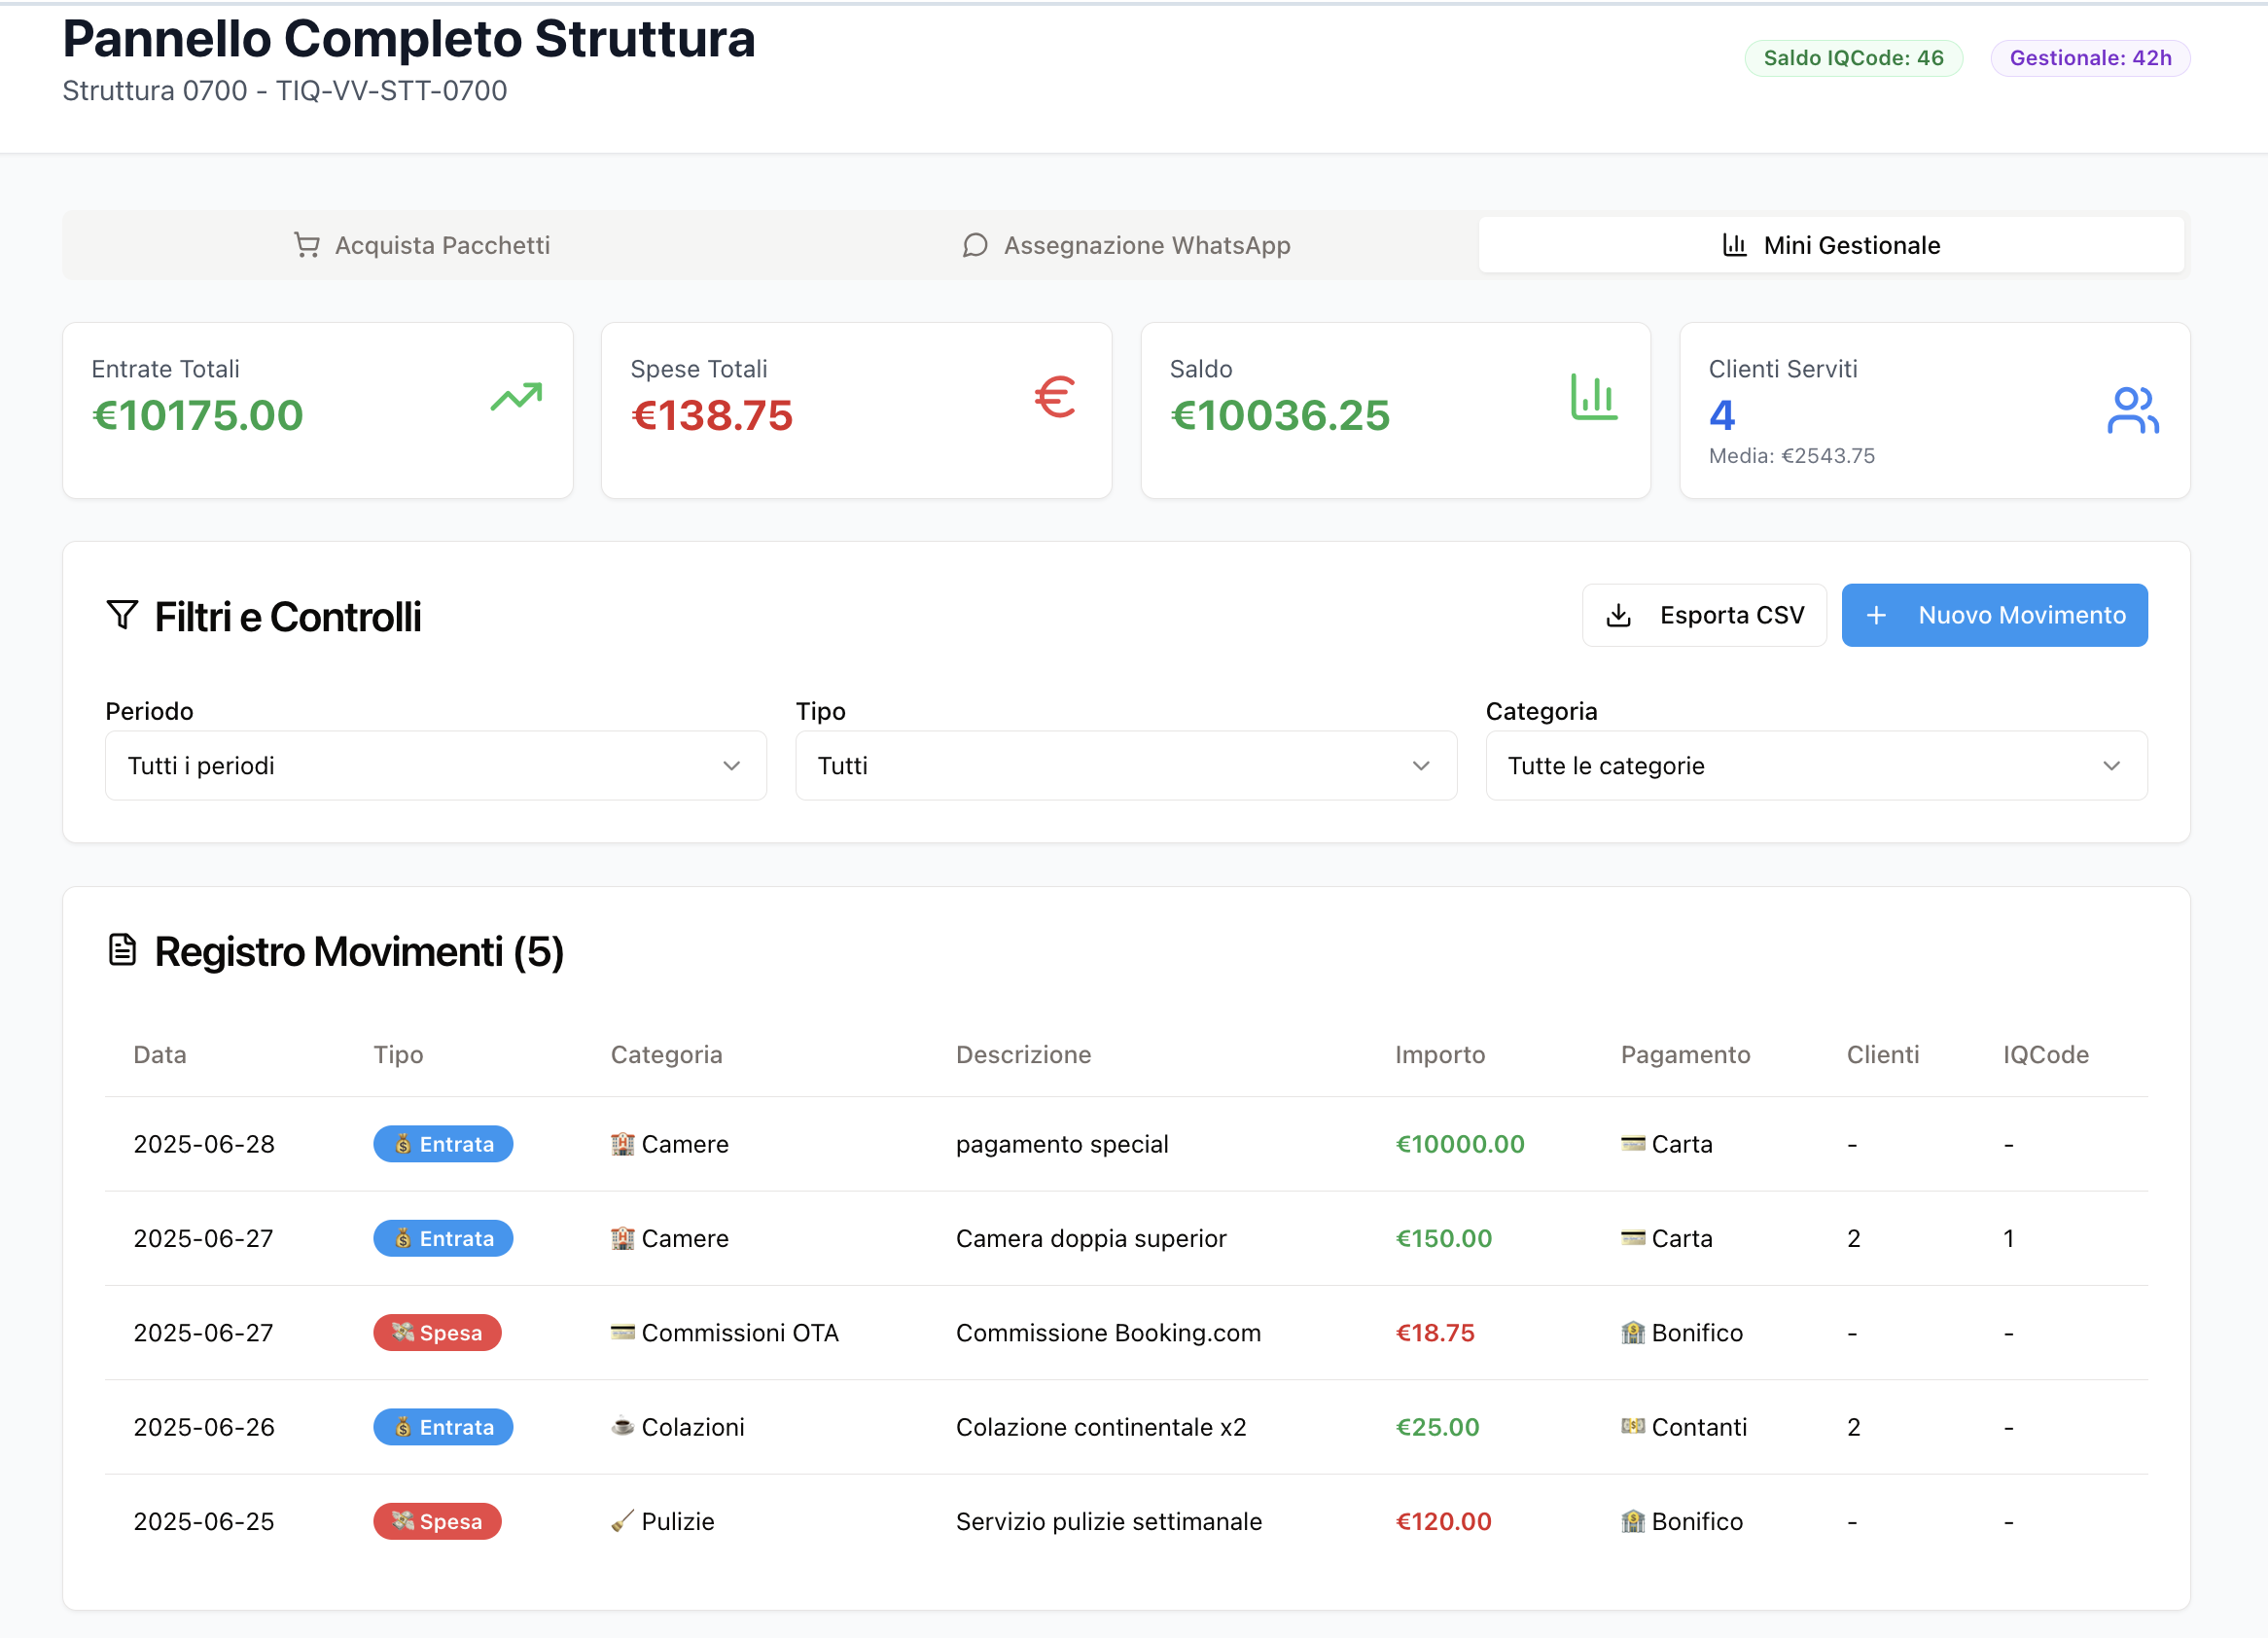 Pannello Completo Struttura
Struttura 0700 - TIQ-VV-STT-0700
Saldo IQCode: 46
Gestionale: 42h
Acquista Pacchetti
Assegnazione WhatsApp
Mini Gestionale
Entrate Totali
€10175.00
Spese Totali
€138.75
Saldo
€10036.25
Clienti Serviti
4
Media: €2543.75
Filtri e Controlli
Esporta CSV
+ Nuovo Movimento
Periodo
Tutti i periodi
Tipo
Tutti
Categoria
Tutte le categorie
Registro Movimenti (5)
Data Tipo Categoria Descrizione Importo Pagamento Clienti IQCode
2025-06-28 Entrata Camere pagamento special €10000.00 Carta - -
2025-06-27 Entrata Camere Camera doppia superior €150.00 Carta 2 1
2025-06-27 Spesa Commissioni OTA Commissione Booking.com €18.75 Bonifico - -
2025-06-26 Entrata Colazioni Colazione continentale x2 €25.00 Contanti 2 -
2025-06-25 Spesa Pulizie Servizio pulizie settimanale €120.00 Bonifico - -